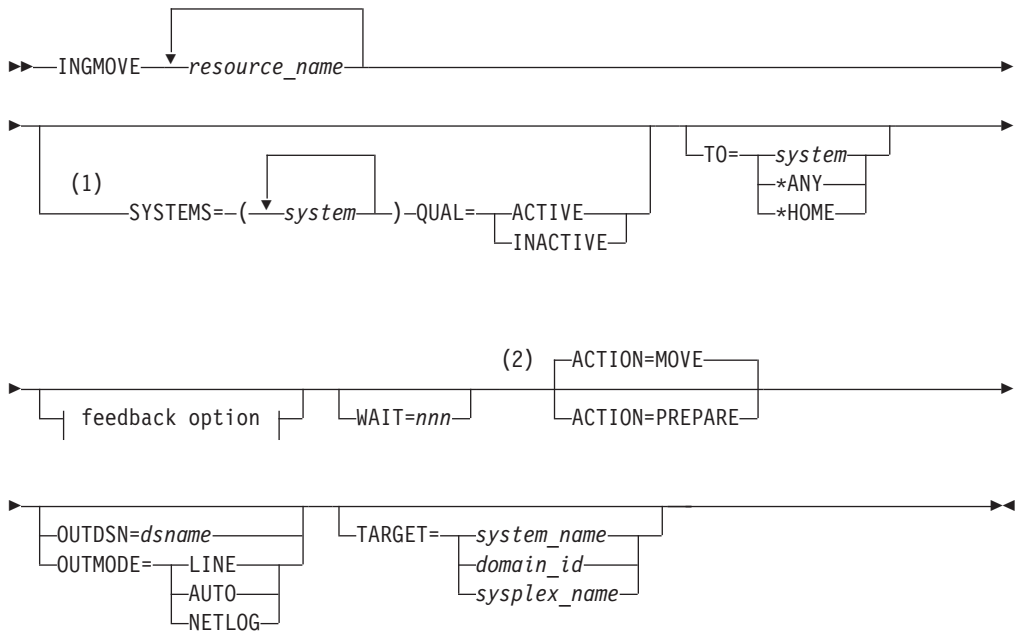 INGMOVE resource_name
TO= system
(1) *ANY
SYSTEMS= ( system ) QUAL= ACTIVE *HOME
INACTIVE
(2) ACTION=MOVE
feedback option WAIT=nnn ACTION=PREPARE
OUTDSN=dsname TARGET= system_name
OUTMODE= LINE domain_id
AUTO sysplex_name
NETLOG